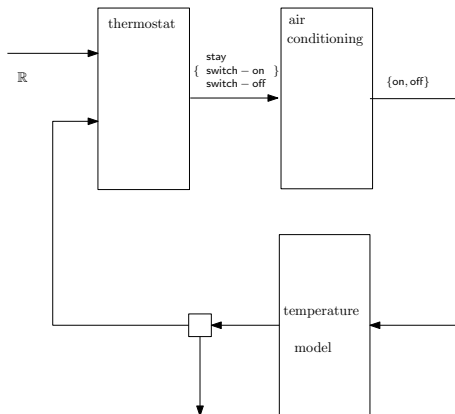 thermostat
air
conditioning
ℝ
stay
{ switch – on }
switch – off
{on, off}
temperature
model